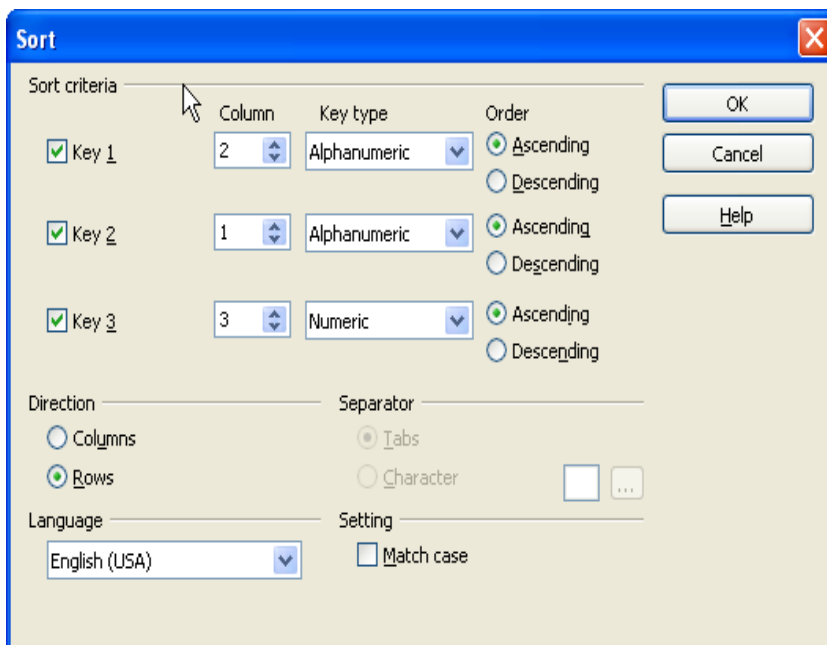 Sort
Sort criteria
Column Key type Order
OK
Key 1 2 Alphanumeric Ascending
Descending
Cancel
Key 2 1 Alphanumeric Ascending
Descending
Help
Key 3 3 Numeric Ascending
Descending
Direction
Columns
Rows
Separator
Tabs
Character
...
Language
English (USA)
Setting
Match case